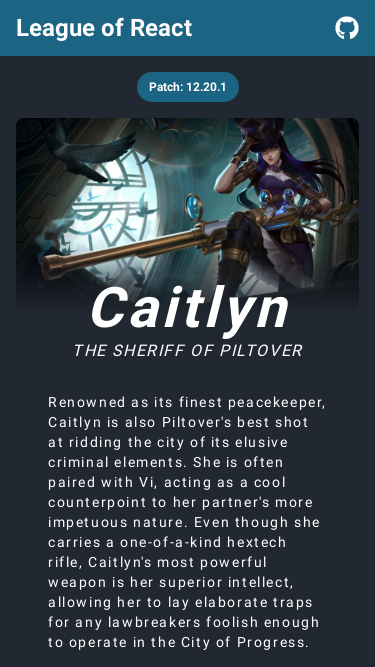 League of React
Patch: 12.20.1
Caitlyn
THE SHERIFF OF PILTOVER
Renowned as its finest peacekeeper,
Caitlyn is also Piltover's best shot
at ridding the city of its elusive
criminal elements. She is often
paired with Vi, acting as a cool
counterpoint to her partner's more
impetuous nature. Even though she
carries a one-of-a-kind hextech
rifle, Caitlyn's most powerful
weapon is her superior intellect,
allowing her to lay elaborate traps
for any lawbreakers foolish enough
to operate in the City of Progress.